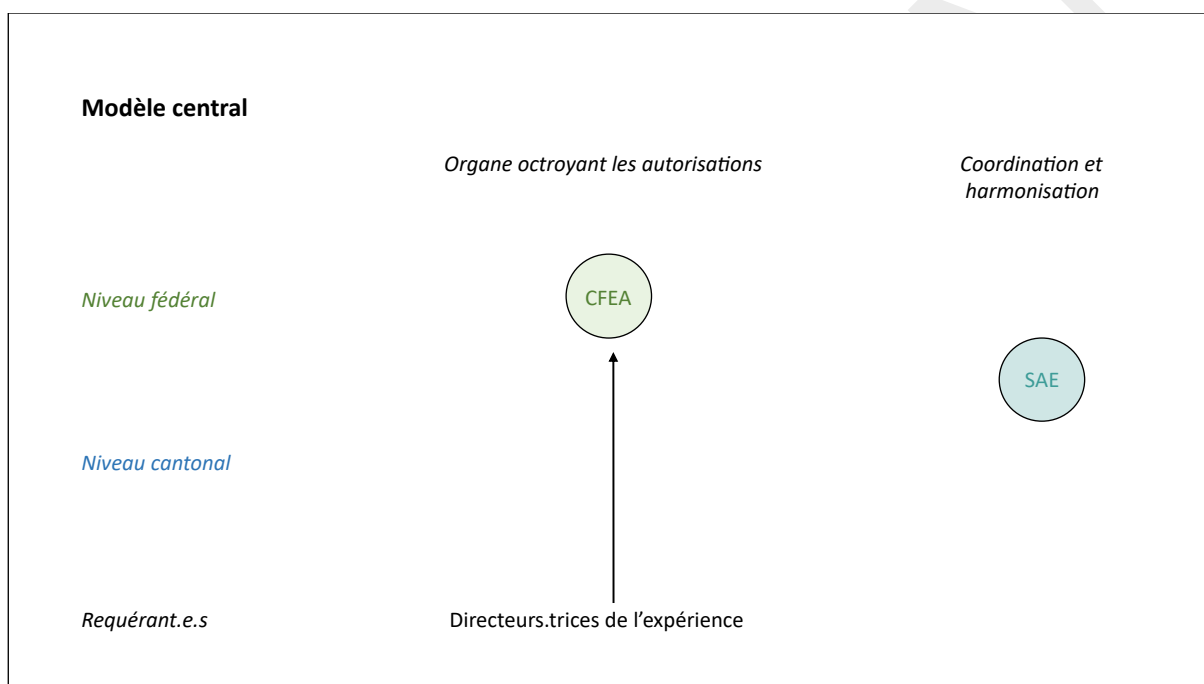 Modèle central
Organe octroyant les autorisations
Coordination et
harmonisation
Niveau fédéral
CFEA
SAE
Niveau cantonal
Requérant.e.s
Directeurs.trices de l’expérience